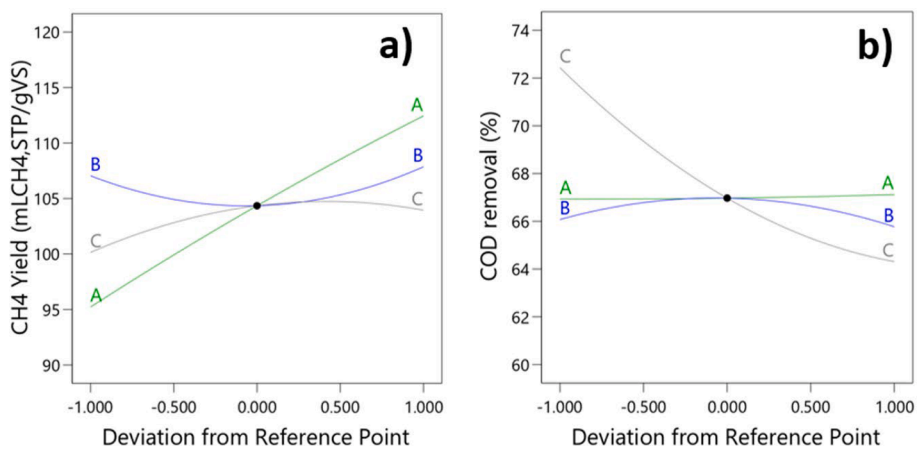 a)
CH4 Yield (mLCH4,STP/gVS)
120
115
110
105
100
95
90
A
B
B
C
C
A
-1.000 -0.500 0.000 0.500 1.000
Deviation from Reference Point
b)
COD removal (%)
74
72
70
68
66
64
62
60
C
A
A
B
B
C
-1.000 -0.500 0.000 0.500 1.000
Deviation from Reference Point